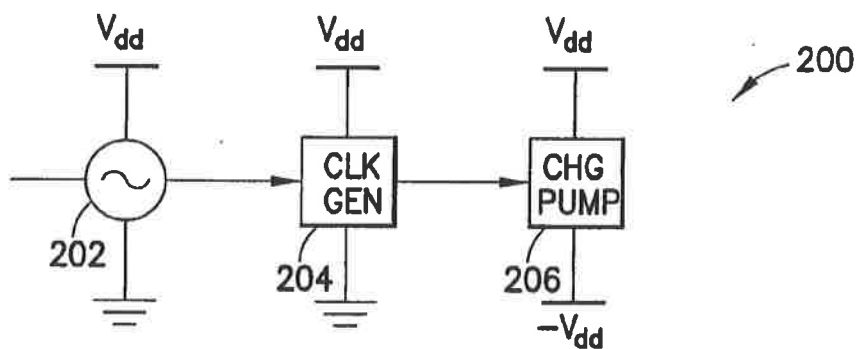 Vdd
Vdd
Vdd
200
CLK
GEN
CHG
PUMP
202
204
206
-Vdd